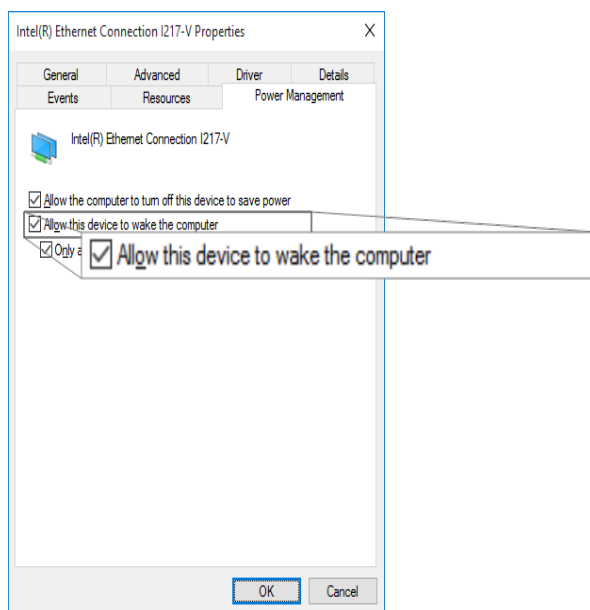 Intel(R) Ethernet Connection I217-V Properties
General Advanced Driver Details
Events Resources Power Management
Intel(R) Ethernet Connection I217-V
Allow the computer to turn off this device to save power
Allow this device to wake the computer
Only a
Allow this device to wake the computer
OK Cancel